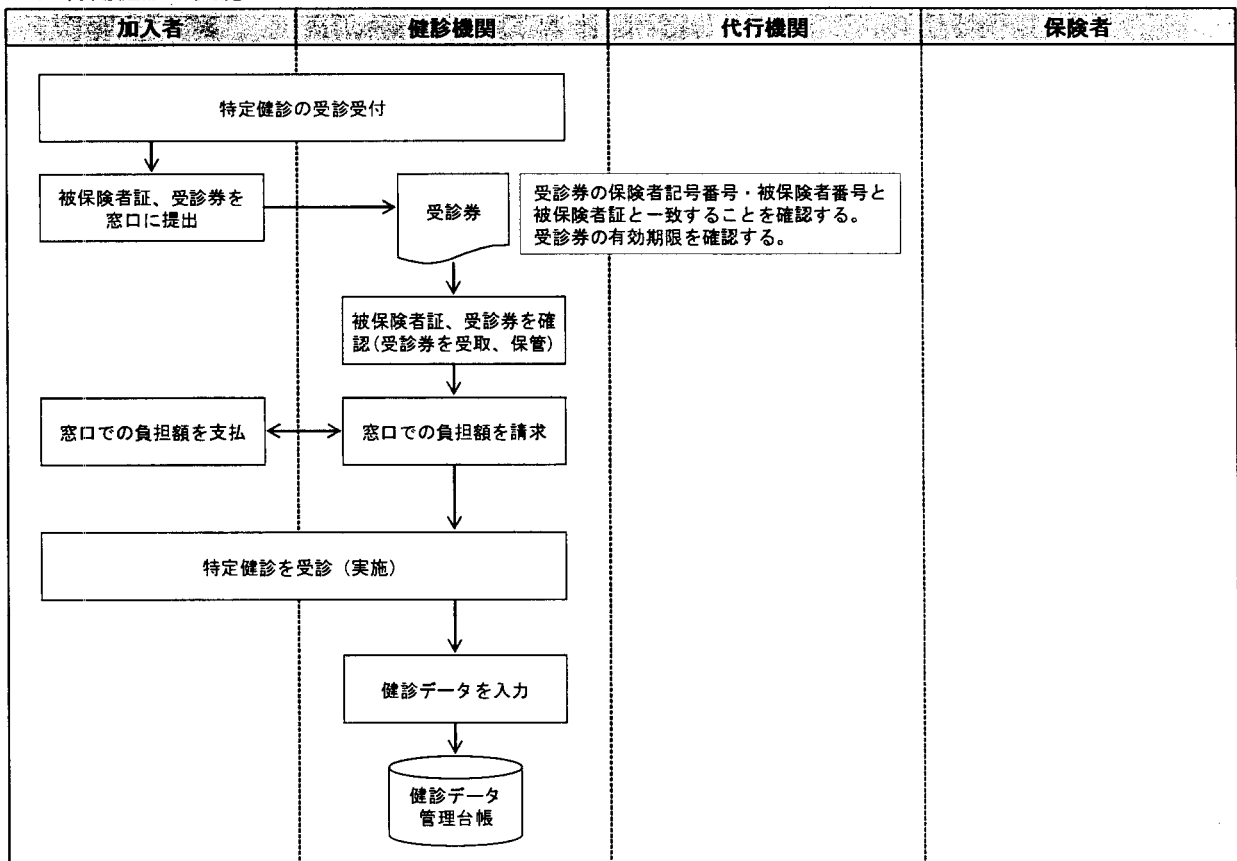 加入者
健診機関
代行機関
保険者
特定健診の受診受付
被保険者証、受診券を
窓口に提出
受診券
受診券の保険者記号番号・被保険者番号と
被保険者証と一致することを確認する。
受診券の有効期限を確認する。
被保険者証、受診券を確
認(受診券を受取、保管)
窓口での負担額を支払
窓口での負担額を請求
特定健診を受診（実施）
健診データを入力
健診データ
管理台帳